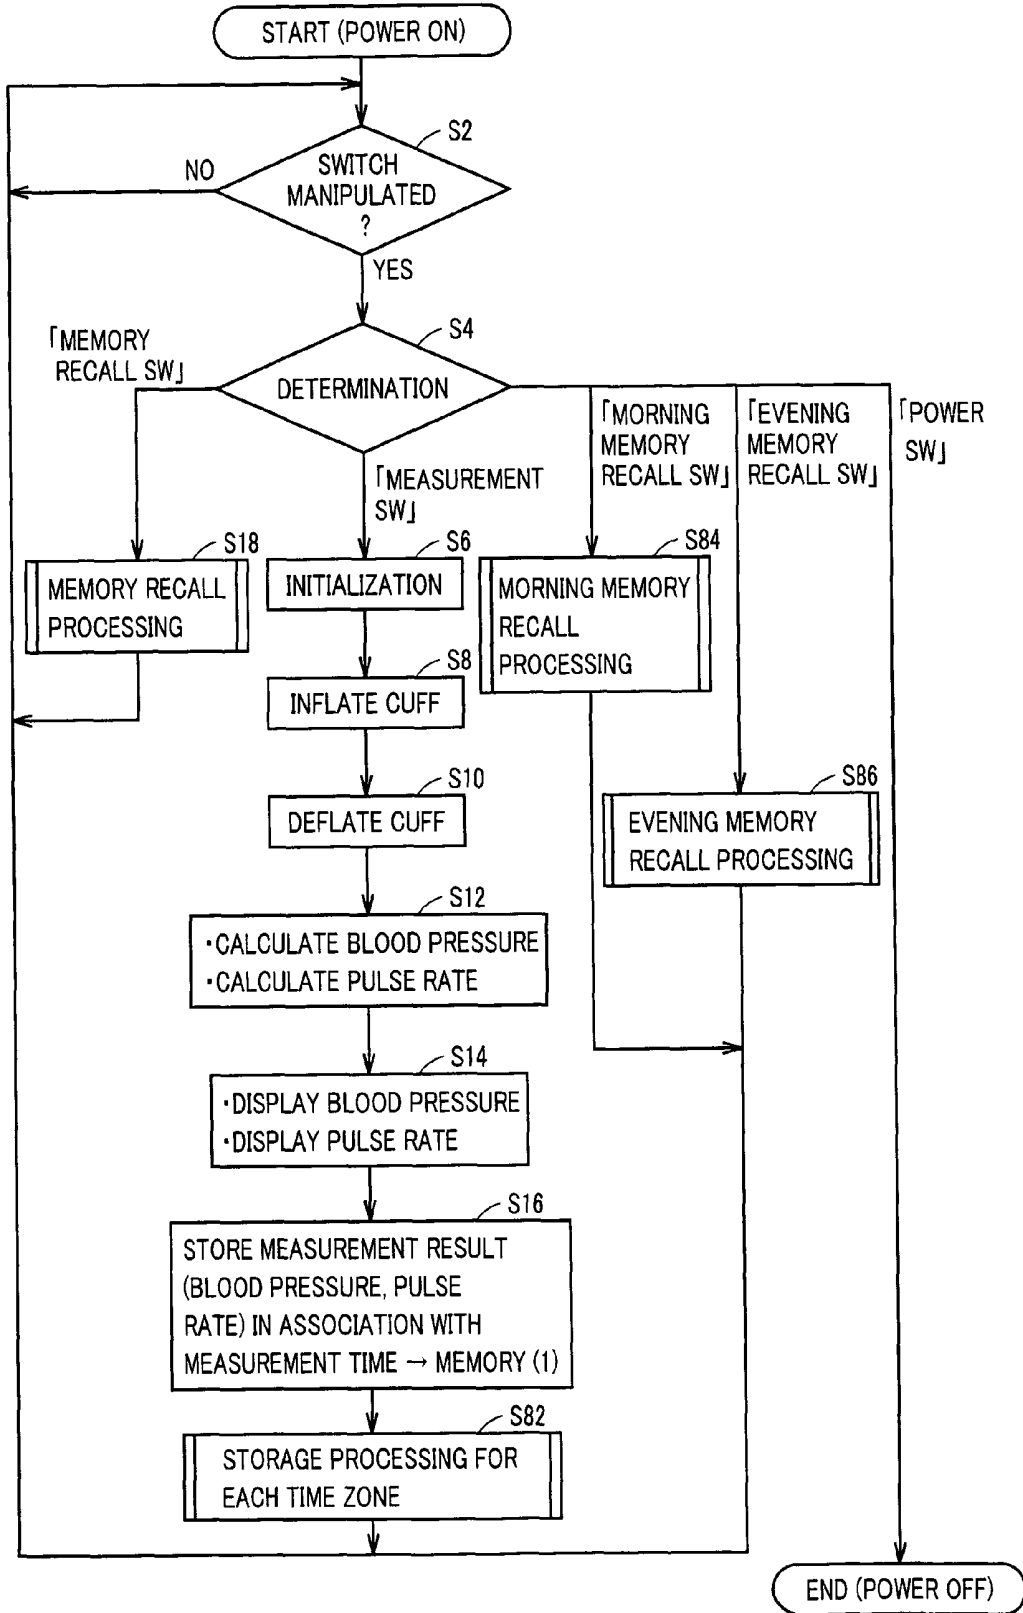 START (POWER ON)
S2
SWITCH
MANIPULATED
?
NO
YES
S4
DETERMINATION
「MEMORY
RECALL SW」
「MEASUREMENT
SW」
「MORNING
MEMORY
RECALL SW」
「EVENING
MEMORY
RECALL SW」
「POWER
SW」
S18
MEMORY RECALL
PROCESSING
S6
INITIALIZATION
S84
MORNING MEMORY
RECALL
PROCESSING
S8
INFLATE CUFF
S10
DEFLATE CUFF
S86
EVENING MEMORY
RECALL PROCESSING
S12
・CALCULATE BLOOD PRESSURE
・CALCULATE PULSE RATE
S14
・DISPLAY BLOOD PRESSURE
・DISPLAY PULSE RATE
S16
STORE MEASUREMENT RESULT
(BLOOD PRESSURE, PULSE
RATE) IN ASSOCIATION WITH
MEASUREMENT TIME → MEMORY (1)
S82
STORAGE PROCESSING FOR
EACH TIME ZONE
END (POWER OFF)